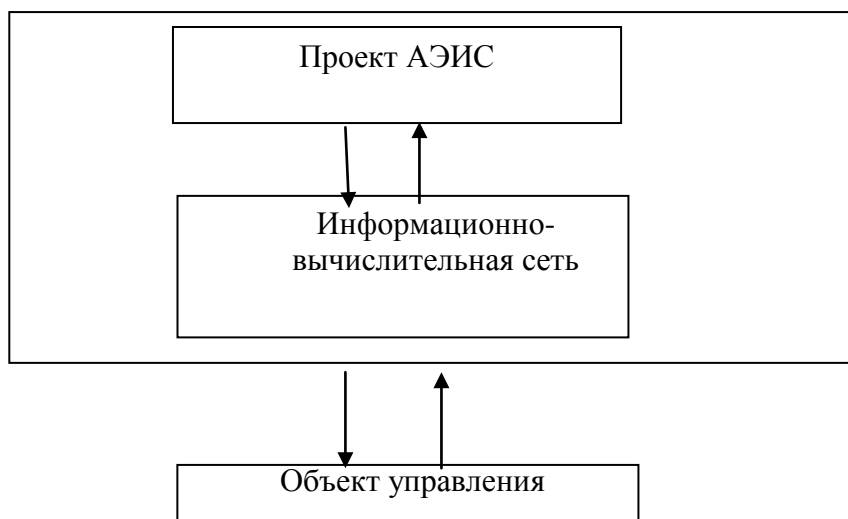 Проект АЭИС
Информационно-
вычислительная сеть
Объект управления